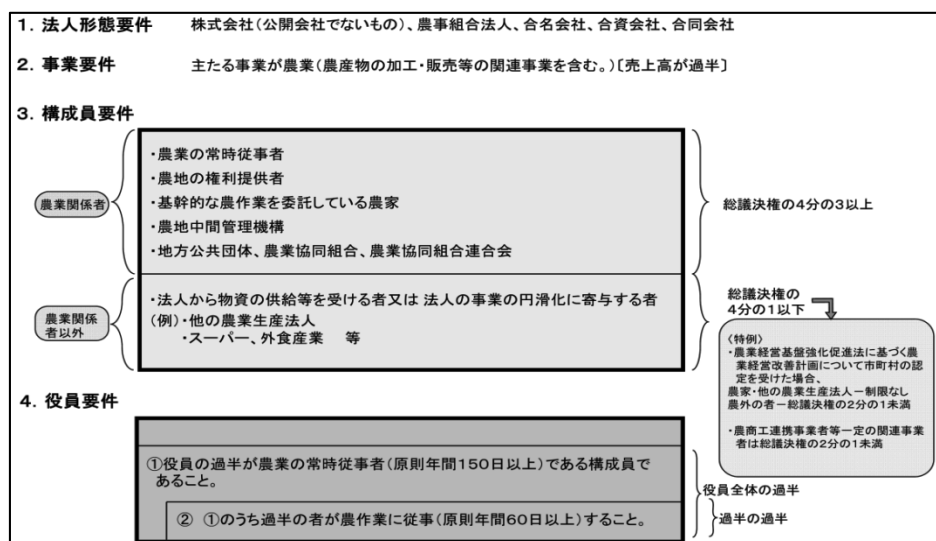 1. 法人形態要件 株式会社(公開会社でないもの)、農事組合法人、合名会社、合資会社、合同会社
2. 事業要件 主たる事業が農業(農産物の加工・販売等の関連事業を含む。)〔売上高が過半〕
3. 構成員要件
農業関係者
・農業の常時従事者
・農地の権利提供者
・基幹的な農作業を委託している農家
・農地中間管理機構
・地方公共団体、農業協同組合、農業協同組合連合会
総議決権の4分の3以上
農業関係
者以外
・法人から物資の供給等を受ける者又は 法人の事業の円滑化に寄与する者
(例)・他の農業生産法人
・スーパー、外食産業 等
総議決権の
4分の1以下
〈特例〉
・農業経営基盤強化促進法に基づく農
業経営改善計画について市町村の認
定を受けた場合、
農家・他の農業生産法人-制限なし
農外の者-総議決権の2分の1未満
・農商工連携事業者等一定の関連事業
者は総議決権の2分の1未満
4. 役員要件
①役員の過半が農業の常時従事者(原則年間150日以上)である構成員で
あること。
② ①のうち過半の者が農作業に従事(原則年間60日以上)すること。
役員全体の過半
過半の過半